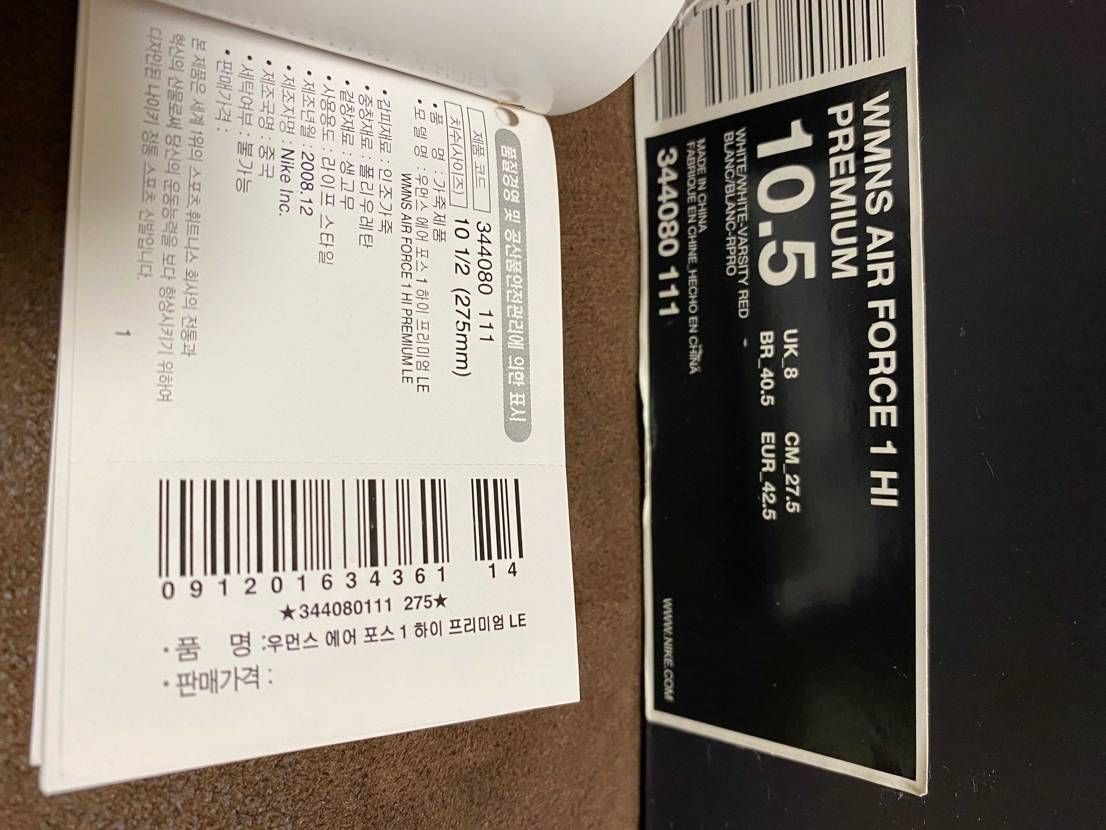 품질경영 및 공산품안전관리에 의한 표시
제품 코드 344080 111
치수(사이즈) 10 1/2 (275mm)
• 품 명 : 가죽제품
• 모 델 명 : 우먼스 에어 포스 1 하이 프리미엄 LE
WMNS AIR FORCE 1 HI PREMIUM LE
• 갑피재료 : 인조가죽
• 중창재료 : 폴리우레탄
• 겉창재료 : 생고무
• 사용용도 : 라이프 스타일
• 제조년월 : 2008.12
• 제조자명 : Nike Inc.
• 제조국명 : 중국
• 세탁여부 : 불가능
• 판매가격 :
본 제품은 세계 1위의 스포츠, 휘트니스 회사의 전통과
혁신의 산물로써 당신의 운동능력을 보다 향상시키기 위하여
디자인된 나이키 정통 스포츠 신발입니다.
1
0 9 1 2 0 1 6 3 4 3 6 1 1 4
★344080111 275★
• 품 명 :우먼스 에어 포스 1 하이 프리미엄 LE
• 판매가격 :
WMNS AIR FORCE 1 HI
PREMIUM
10.5
UK_8 CM_27.5
BR_40.5 EUR_42.5
WHITE/WHITE-VARSITY RED
BLANC/BLANC-RPRO
MADE IN CHINA
FABRIQUE EN CHINE, HECHO EN CHINA
344080 111
WWW.NIKE.COM